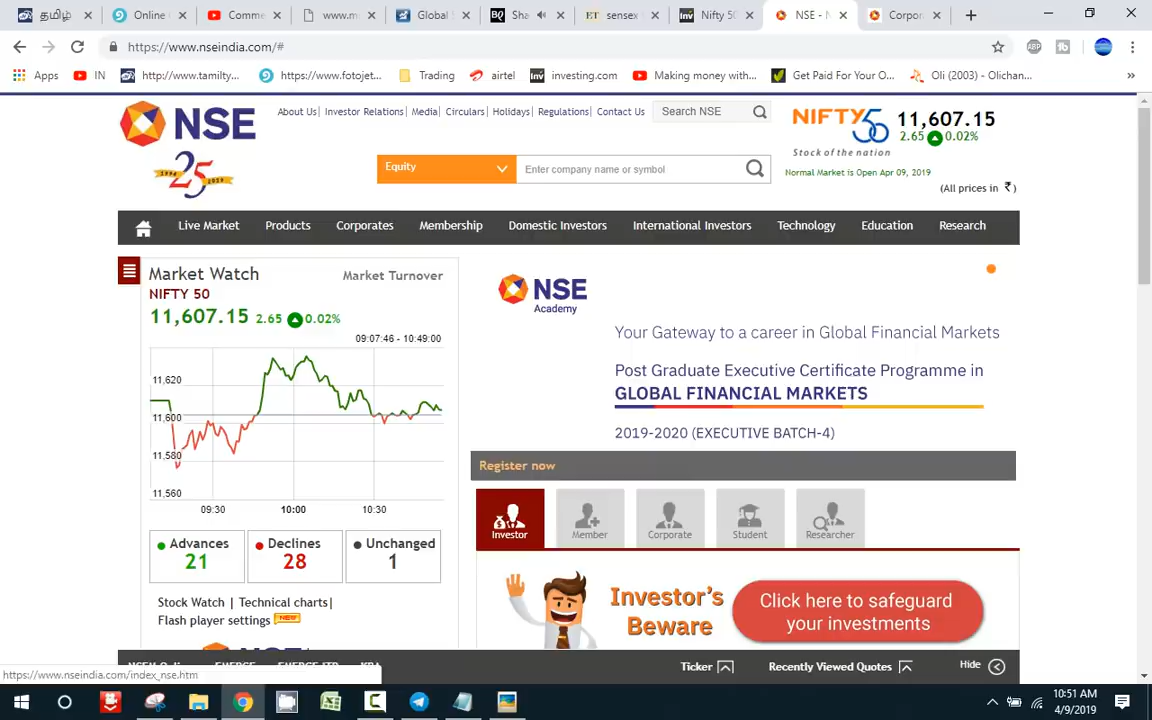 தமிழ்
Online
Comme
www.m
Global
Sha
sensex
Nifty 50
NSE - N
Corpor
https://www.nseindia.com/#
Apps
IN
http://www.tamilty...
https://www.fotojet...
Trading
airtel
investing.com
Making money with...
Get Paid For Your O...
Oli (2003) - Olichan...
NSE
1994 25 2019
About Us| Investor Relations | Media| Circulars| Holidays| Regulations| Contact Us
Search NSE
NIFTY50
Stock of the nation
11,607.15
2.65 0.02%
Normal Market is Open Apr 09, 2019
(All prices in ₹)
Equity
Enter company name or symbol
Live Market Products Corporates Membership Domestic Investors International Investors Technology Education Research
Market Watch
Market Turnover
NIFTY 50
11,607.15 2.65 0.02%
09:07:46 - 10:49:00
11,620
11,600
11,580
11,560
09:30 10:00 10:30
Advances
21
Declines
28
Unchanged
1
Stock Watch | Technical charts|
Flash player settings NEW
NSE
Academy
Your Gateway to a career in Global Financial Markets
Post Graduate Executive Certificate Programme in
GLOBAL FINANCIAL MARKETS
2019-2020 (EXECUTIVE BATCH-4)
Register now
Investor
Member
Corporate
Student
Researcher
Investor's
Beware
Click here to safeguard
your investments
Ticker
Recently Viewed Quotes
Hide
https://www.nseindia.com/index_nse.htm
10:51 AM
4/9/2019